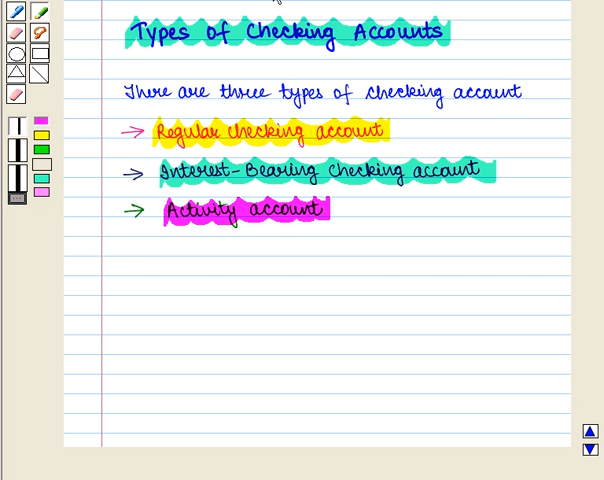 Types of Checking Accounts
There are three types of checking account
→ Regular checking account
→ Interest-Bearing Checking account
→ Activity account